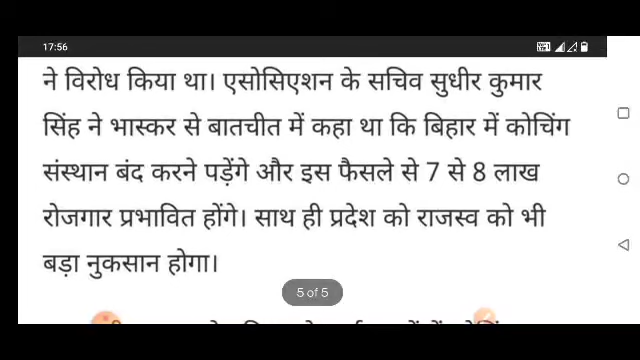 17:56
ने विरोध किया था। एसोसिएशन के सचिव सुधीर कुमार
सिंह ने भास्कर से बातचीत में कहा था कि बिहार में कोचिंग
संस्थान बंद करने पड़ेंगे और इस फैसले से 7 से 8 लाख
रोजगार प्रभावित होंगे। साथ ही प्रदेश को राजस्व को भी
बड़ा नुकसान होगा।
5 of 5